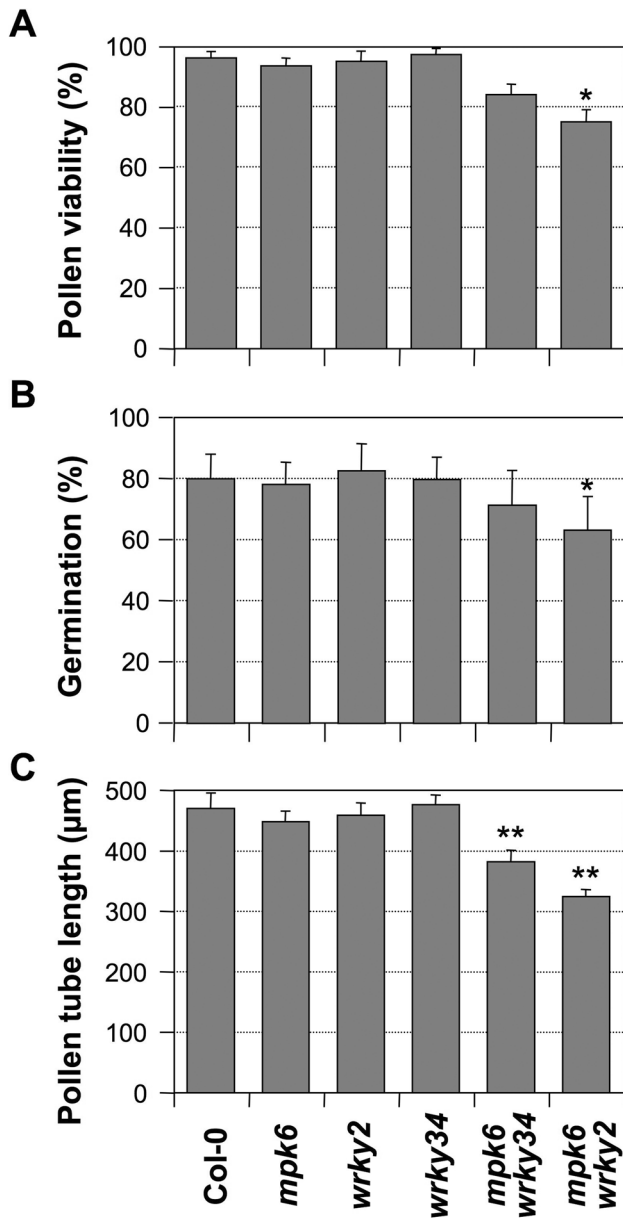 A
Pollen viability (%)
100
80
60
40
20
0
*
B
Germination (%)
100
80
60
40
20
0
*
C
Pollen tube length (µm)
500
400
300
200
100
0
**
**
Col-0
mpk6
wrky2
wrky34
mpk6
wrky34
mpk6
wrky2